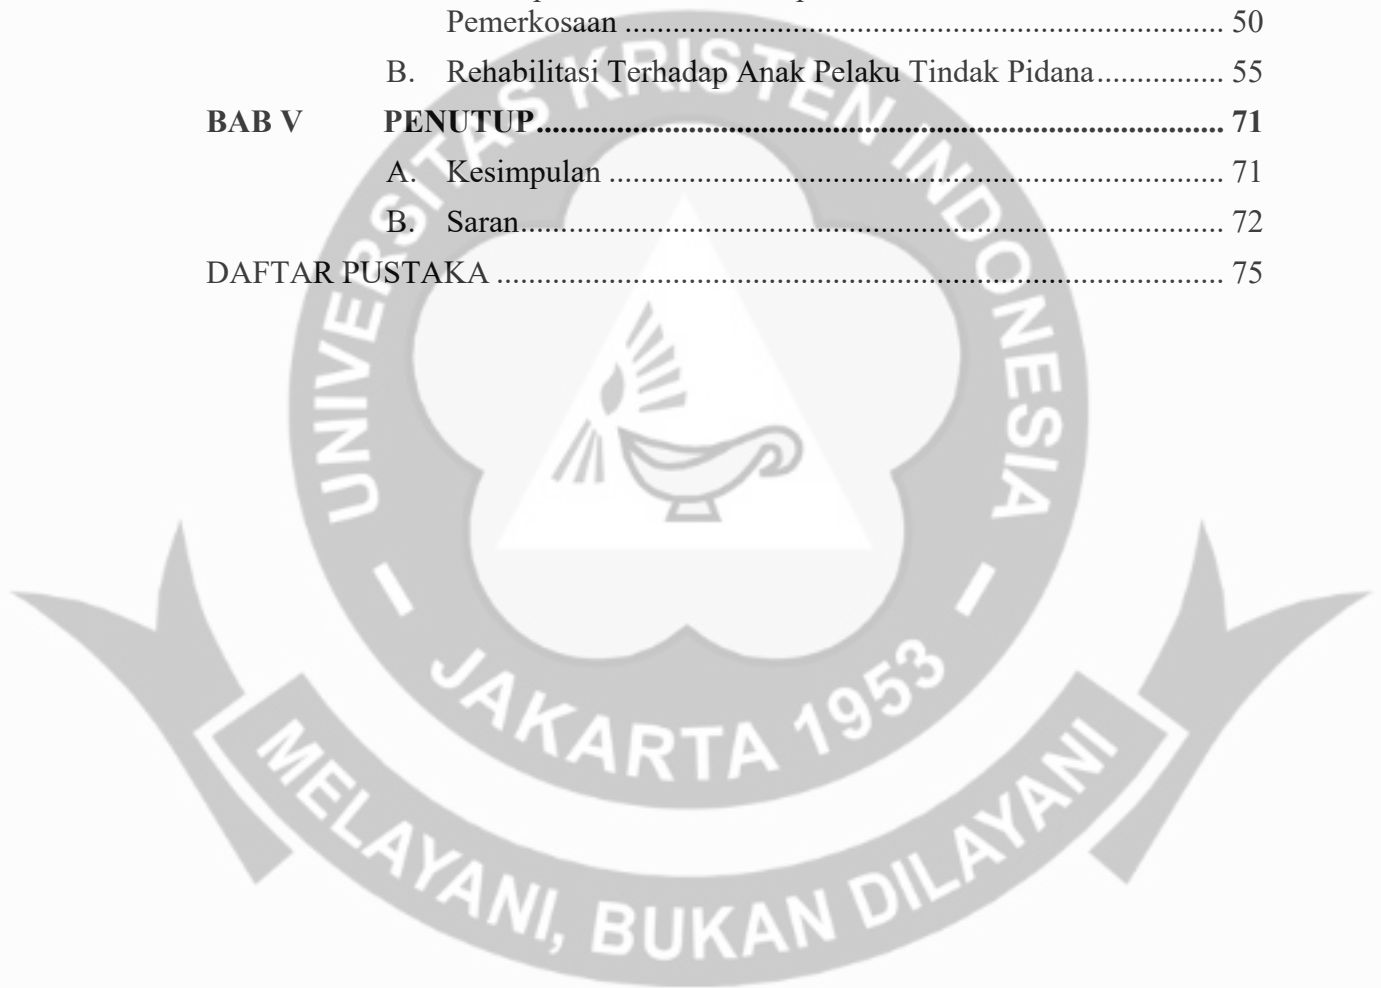 Pemerkosaan ........................................................................... 50
B. Rehabilitasi Terhadap Anak Pelaku Tindak Pidana................ 55
BAB V PENUTUP...................................................................................... 71
A. Kesimpulan ............................................................................. 71
B. Saran........................................................................................ 72
DAFTAR PUSTAKA ........................................................................................... 75
UNIVERSITAS KRISTEN INDONESIA
JAKARTA 1953
MELAYANI, BUKAN DILAYANI